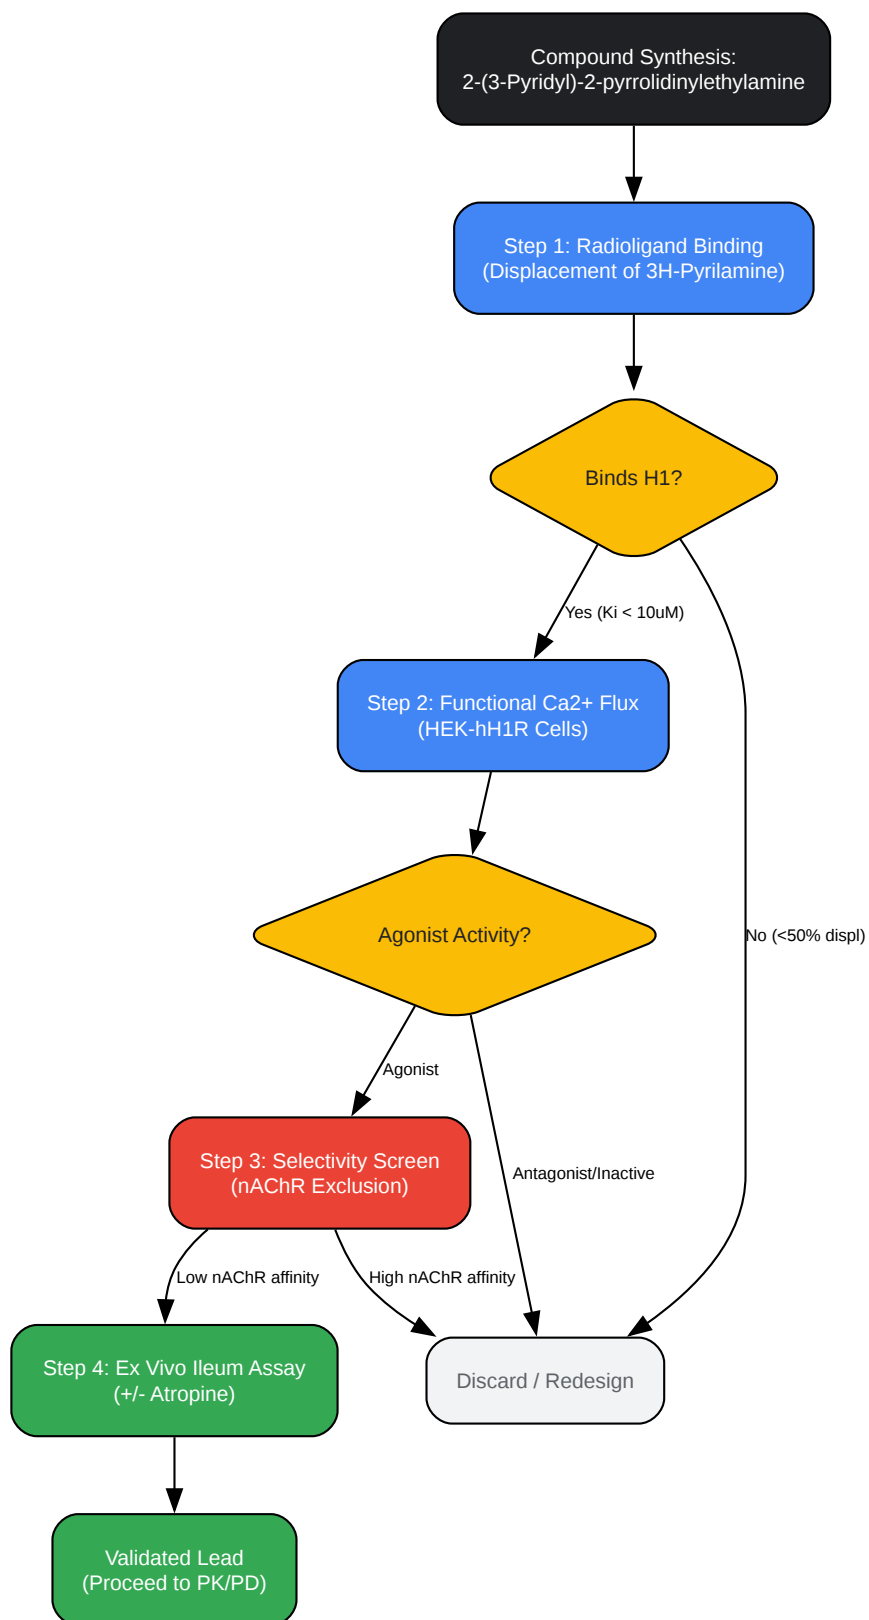 Compound Synthesis:
2-(3-Pyridyl)-2-pyrrolidinylethylamine
Step 1: Radioligand Binding
(Displacement of 3H-Pyrilamine)
Binds H1?
Yes (Ki < 10uM)
Step 2: Functional Ca2+ Flux
(HEK-hH1R Cells)
Agonist Activity?
No (<50% displ)
Agonist
Step 3: Selectivity Screen
(nAChR Exclusion)
Antagonist/Inactive
Low nAChR affinity
High nAChR affinity
Step 4: Ex Vivo Ileum Assay
(+/- Atropine)
Discard / Redesign
Validated Lead
(Proceed to PK/PD)